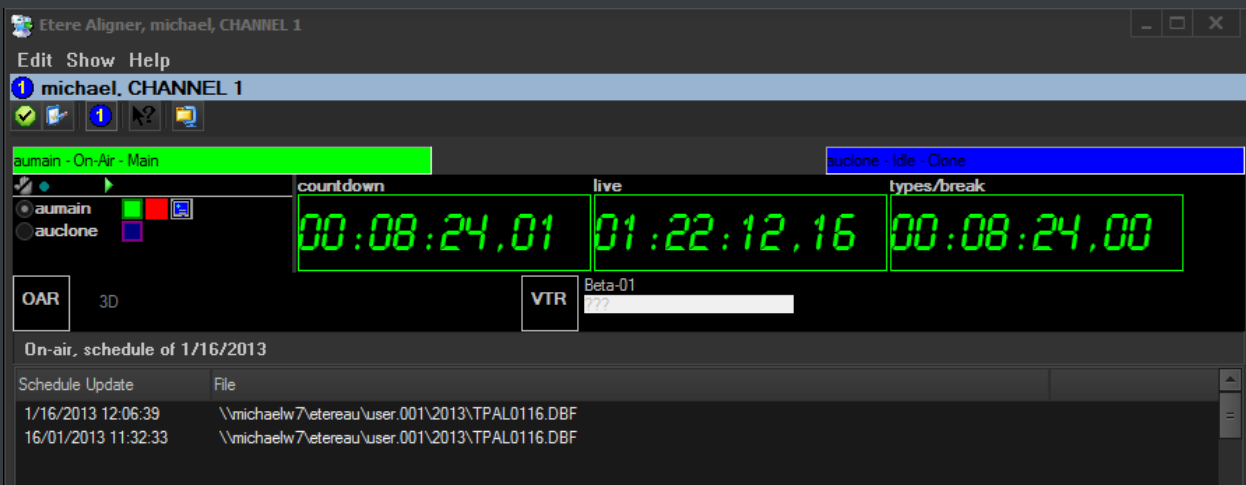 Etere Aligner, michael, CHANNEL 1
Edit Show Help
1 michael, CHANNEL 1
1
aumain - On-Air - Main
auclone - Idle - Clone
countdown live types/break
aumain
auclone
00:08:24,01 01:22:12,16 00:08:24,00
OAR 3D VTR Beta-01
???
On-air, schedule of 1/16/2013
Schedule Update File
1/16/2013 12:06:39 \\michaelw7\etereau\user.001\2013\TPAL0116.DBF
16/01/2013 11:32:33 \\michaelw7\etereau\user.001\2013\TPAL0116.DBF